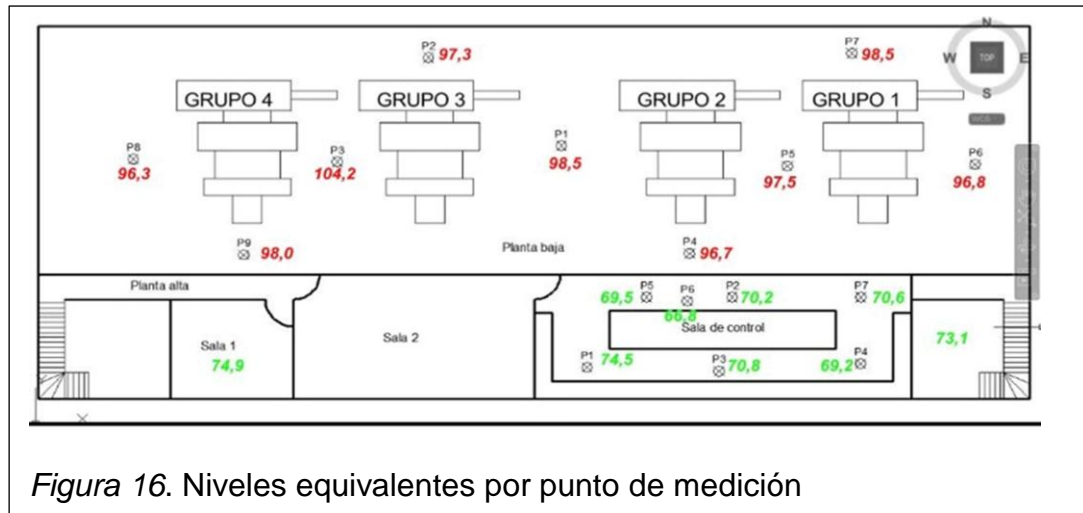 N
P2 97,3
P7 98,5
W TOP E
S
GRUPO 4 GRUPO 3 GRUPO 2 GRUPO 1
WCS
P8 96,3
P3 104,2
P1 98,5
P5 97,5
P6 96,8
P9 98,0
Planta baja
P4 96,7
Planta alta
P5 69,5
P6 66,8
P2 70,2
P7 70,6
Sala de control
73,1
Sala 1
74,9
Sala 2
P1 74,5
P3 70,8
P4 69,2
X
Figura 16. Niveles equivalentes por punto de medición